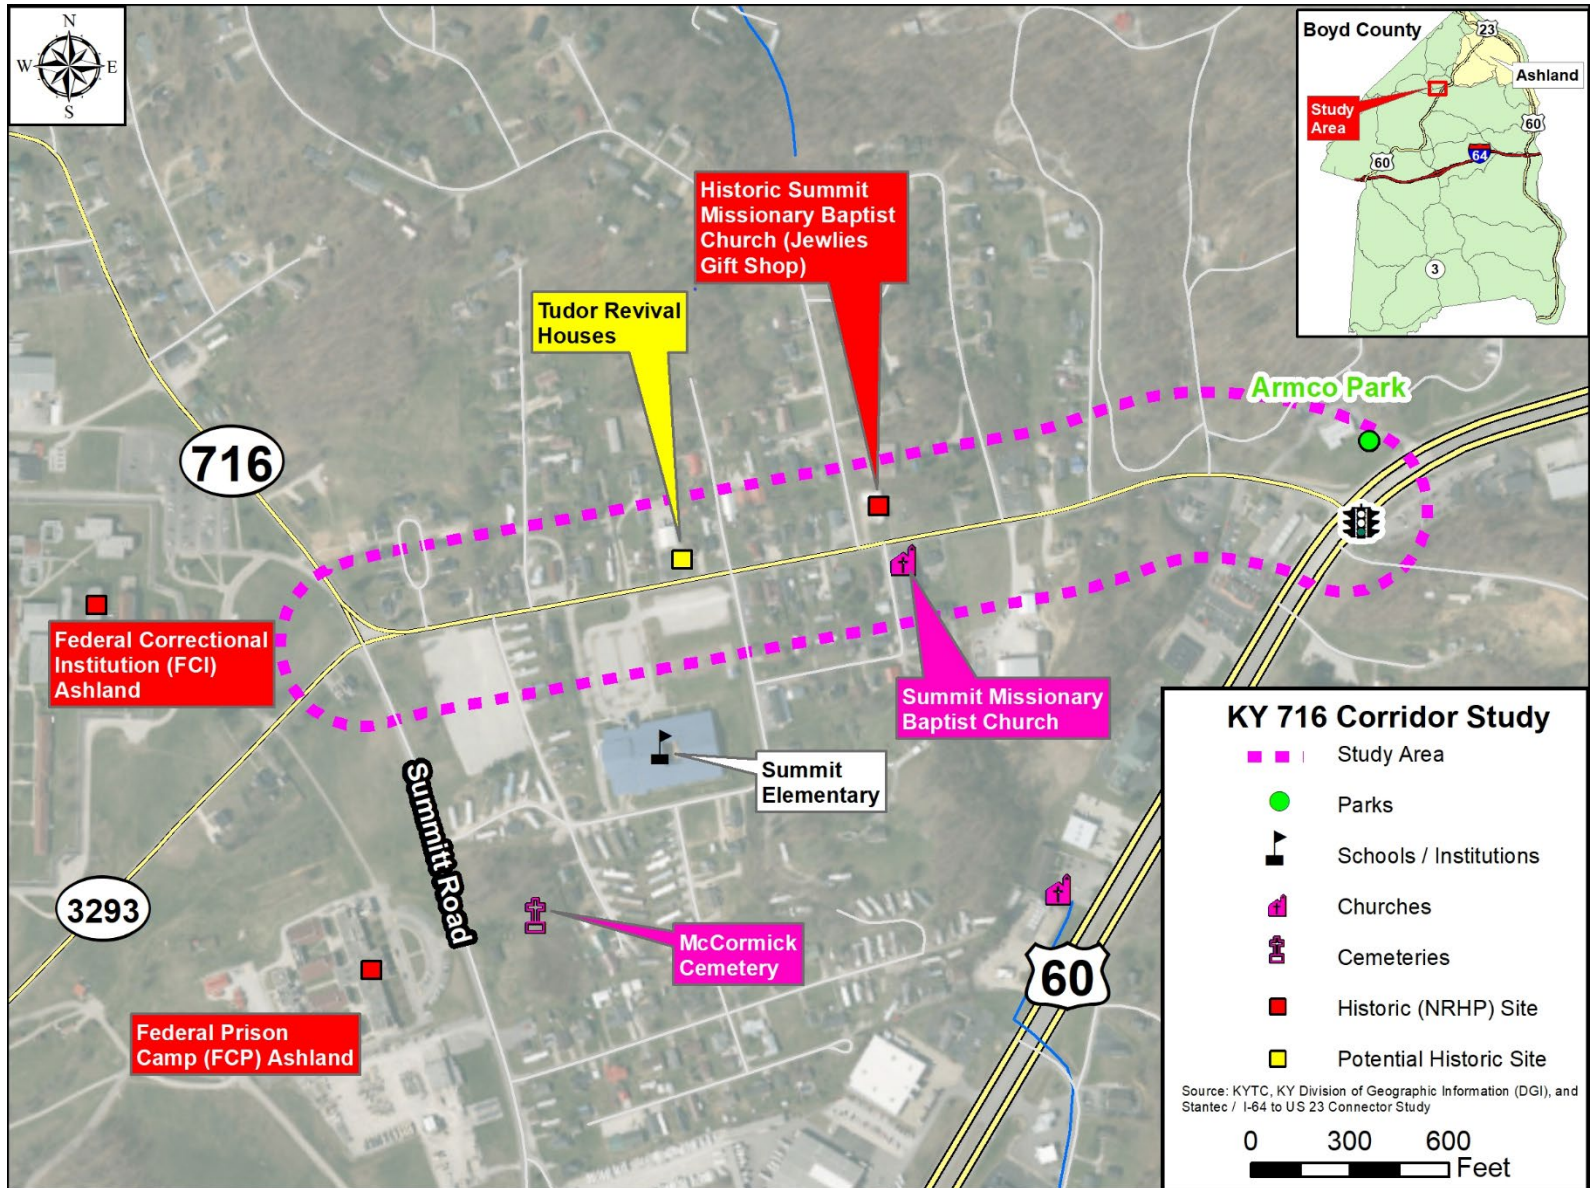 N
W
E
S
Boyd County
23
Ashland
Study
Area
60
60
64
3
Historic Summit
Missionary Baptist
Church (Jewlies
Gift Shop)
Tudor Revival
Houses
Armco Park
716
Federal Correctional
Institution (FCI)
Ashland
Summit Missionary
Baptist Church
Summit
Elementary
Summitt Road
3293
McCormick
Cemetery
60
Federal Prison
Camp (FCP) Ashland
KY 716 Corridor Study
Study Area
Parks
Schools / Institutions
Churches
Cemeteries
Historic (NRHP) Site
Potential Historic Site
Source: KYTC, KY Division of Geographic Information (DGI), and
Stantec / I-64 to US 23 Connector Study
0 300 600
Feet